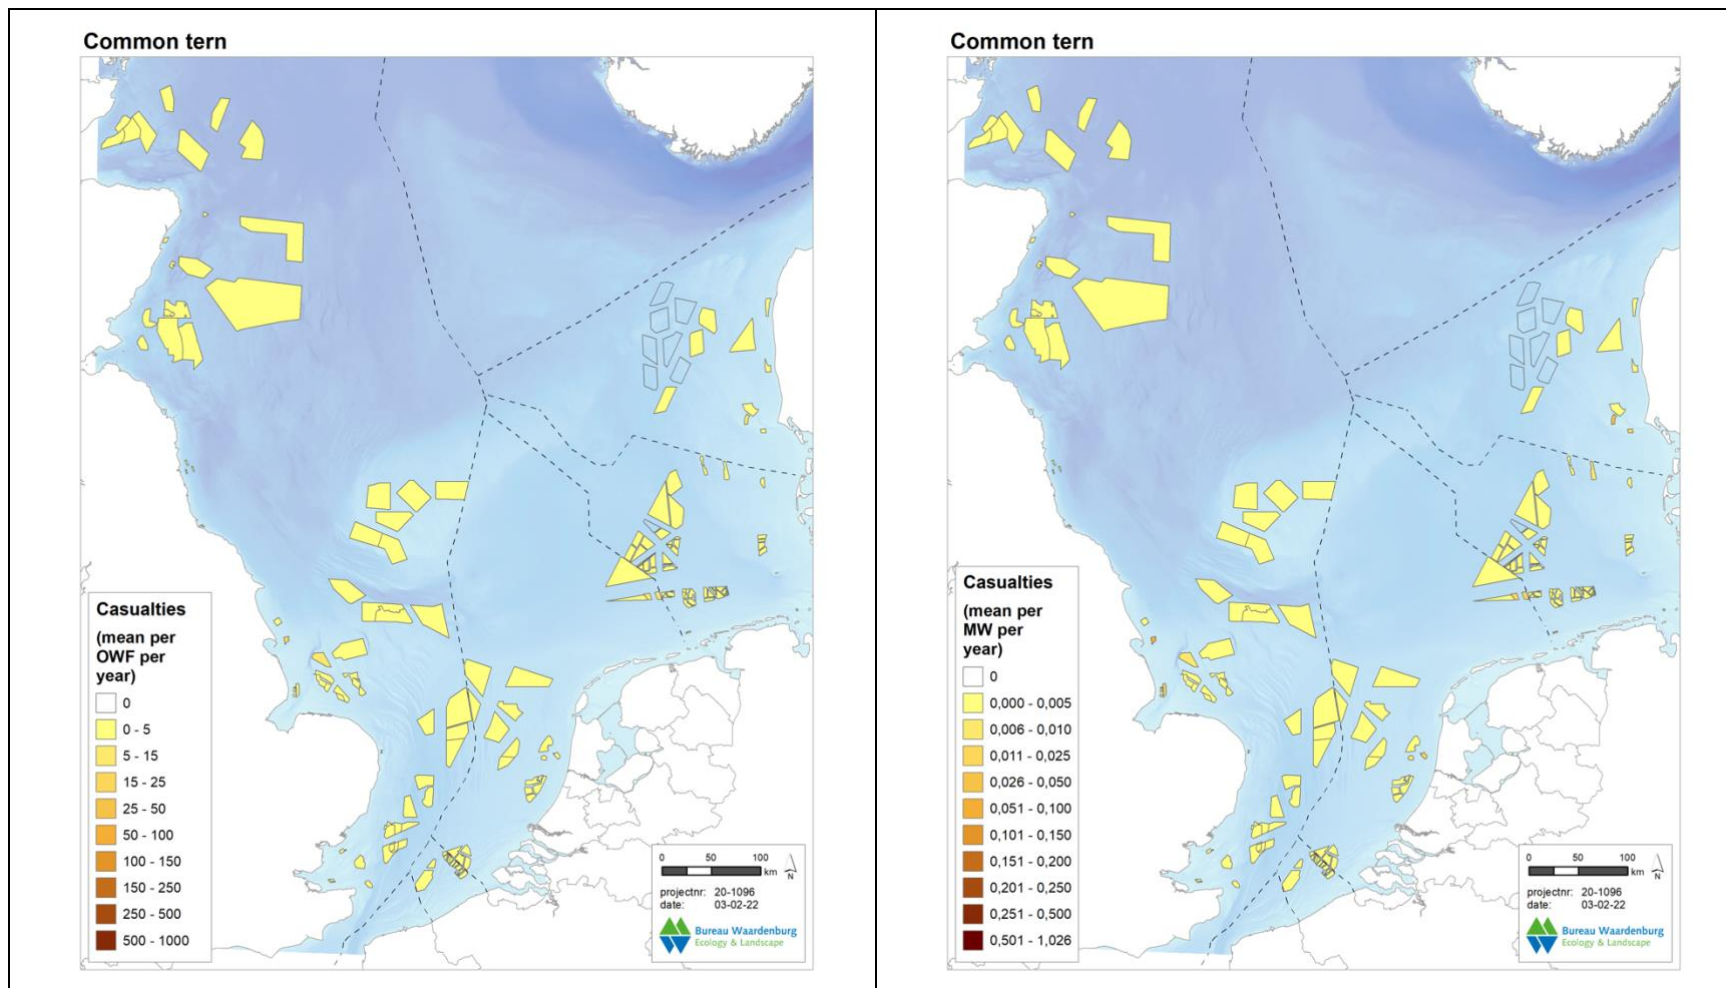 Common tern
Casualties
(mean per
OWF per
year)
0
0 - 5
5 - 15
15 - 25
25 - 50
50 - 100
100 - 150
150 - 250
250 - 500
500 - 1000
0 50 100
km
N
projectnr: 20-1096
date: 03-02-22
Bureau Waardenburg
Ecology & Landscape
Common tern
Casualties
(mean per
MW per
year)
0
0,000 - 0,005
0,006 - 0,010
0,011 - 0,025
0,026 - 0,050
0,051 - 0,100
0,101 - 0,150
0,151 - 0,200
0,201 - 0,250
0,251 - 0,500
0,501 - 1,026
0 50 100
km
N
projectnr: 20-1096
date: 03-02-22
Bureau Waardenburg
Ecology & Landscape